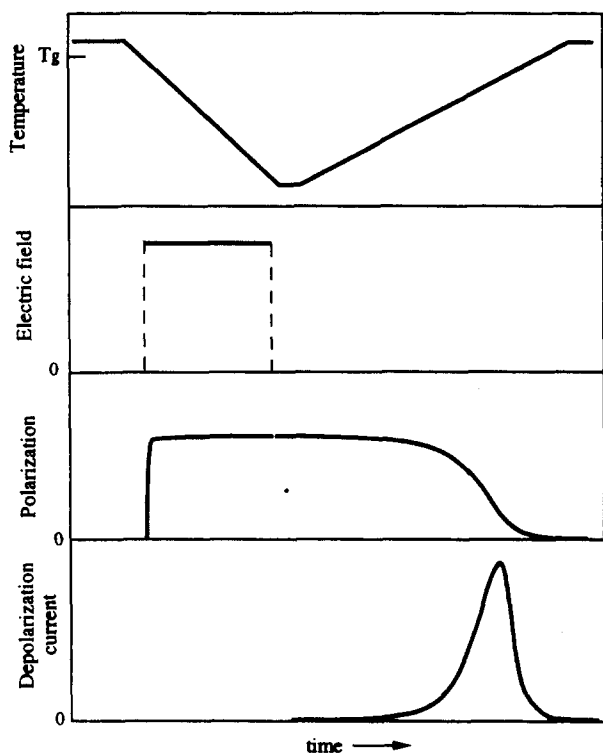 Temperature
Tg
Electric field
0
Polarization
0
Depolarization
current
0
time